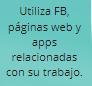 Utiliza FB,
páginas web y
apps
relacionadas
con su trabajo.